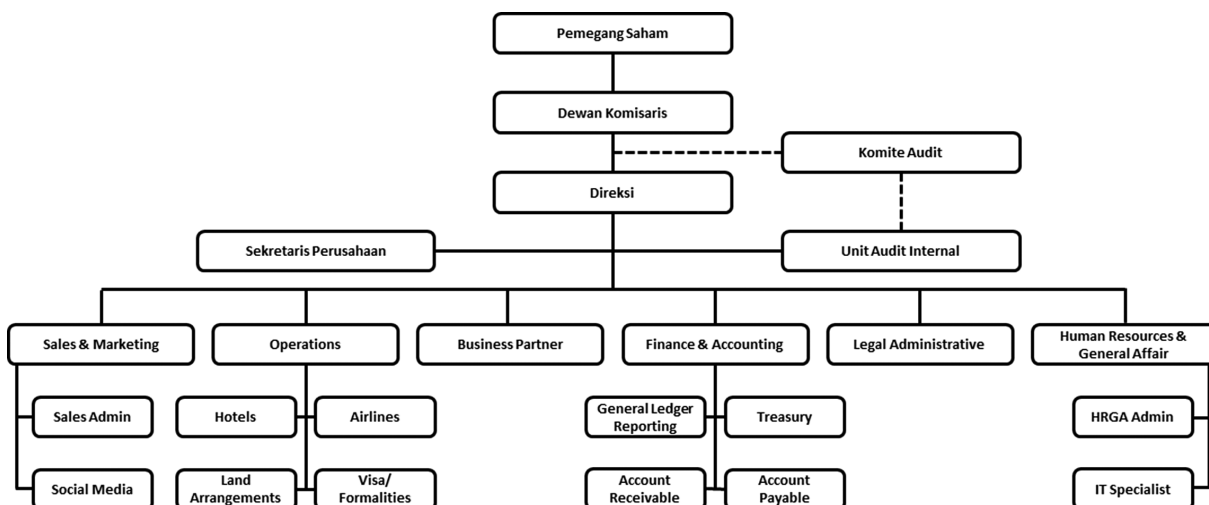 Pemegang Saham
Dewan Komisaris
Komite Audit
Direksi
Sekretaris Perusahaan
Unit Audit Internal
Sales & Marketing
Operations
Business Partner
Finance & Accounting
Legal Administrative
Human Resources &
General Affair
Sales Admin
Hotels
Airlines
General Ledger
Reporting
Treasury
HRGA Admin
Social Media
Land
Arrangements
Visa/
Formalities
Account
Receivable
Account
Payable
IT Specialist